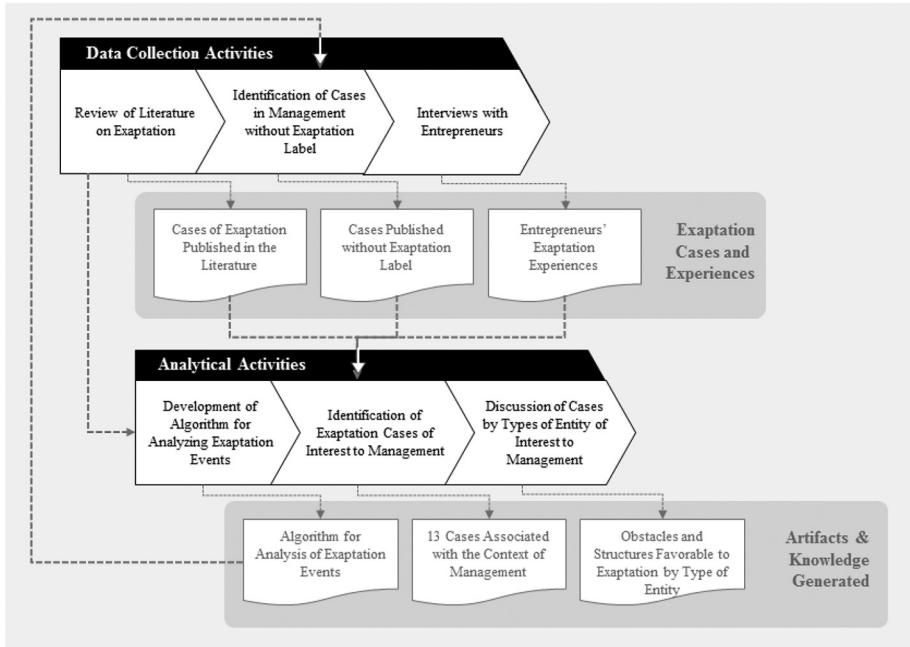 Data Collection Activities
Review of Literature
on Exaptation
Identification of Cases
in Management
without Exaptation
Label
Interviews with
Entrepreneurs
Cases of Exaptation
Published in the
Literature
Cases Published
without Exaptation
Label
Entrepreneurs’
Exaptation
Experiences
Exaptation
Cases and
Experiences
Analytical Activities
Development of
Algorithm for
Analyzing Exaptation
Events
Identification of
Exaptation Cases of
Interest to Management
Discussion of Cases
by Types of Entity of
Interest to
Management
Algorithm for
Analysis of Exaptation
Events
13 Cases Associated
with the Context of
Management
Obstacles and
Structures Favorable to
Exaptation by Type of
Entity
Artifacts &
Knowledge
Generated